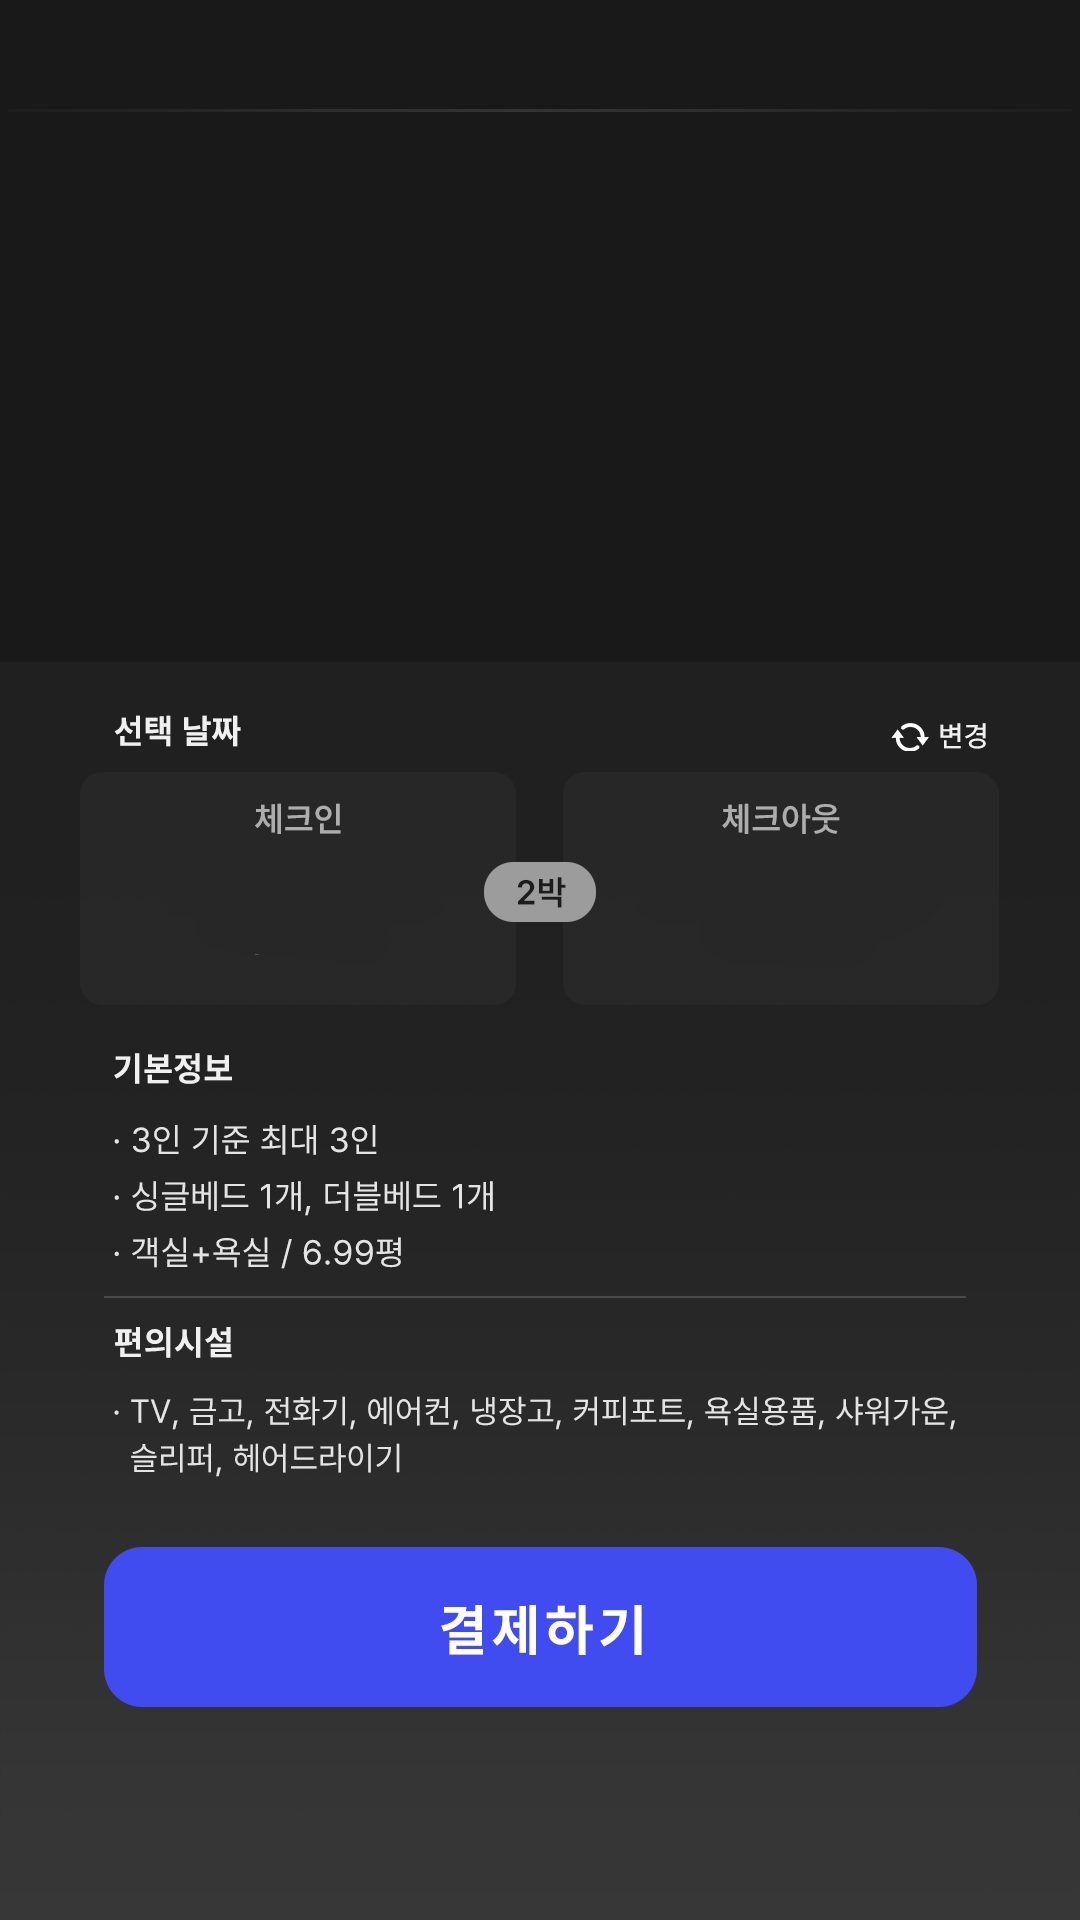 선택 날짜
변경
체크인
체크아웃
2박
기본정보
· 3인 기준 최대 3인
· 싱글베드 1개, 더블베드 1개
· 객실+욕실 / 6.99평
편의시설
· TV, 금고, 전화기, 에어컨, 냉장고, 커피포트, 욕실용품, 샤워가운,
슬리퍼, 헤어드라이기
결제하기